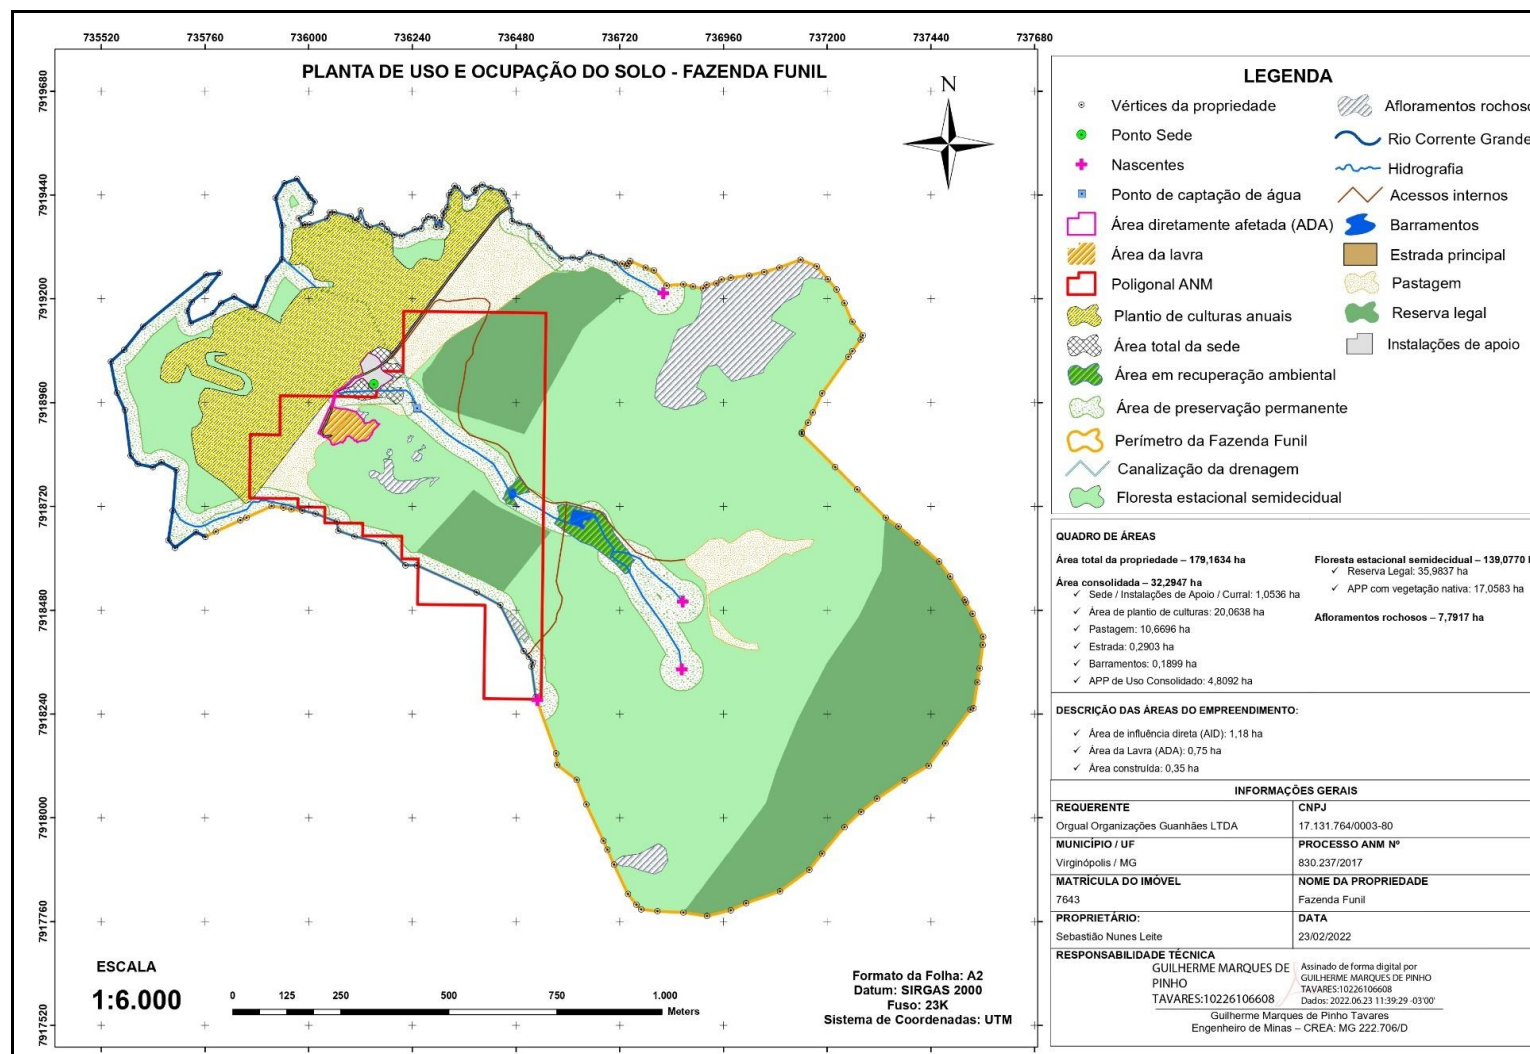 735520 735760 736000 736240 736480 736720 736960 737200 737440 737680
PLANTA DE USO E OCUPAÇÃO DO SOLO - FAZENDA FUNIL
N
7919680
7919440
7919200
7918960
7918720
7918480
7918240
7918000
7917760
7917520
ESCALA
1:6.000
0 125 250 500 750 1.000
Meters
Formato da Folha: A2
Datum: SIRGAS 2000
Fuso: 23K
Sistema de Coordenadas: UTM
LEGENDA
Vértices da propriedade
Ponto Sede
Nascentes
Ponto de captação de água
Área diretamente afetada (ADA)
Área da lavra
Poligonal ANM
Plantio de culturas anuais
Área total da sede
Área em recuperação ambiental
Área de preservação permanente
Perímetro da Fazenda Funil
Canalização da drenagem
Floresta estacional semidecidual
Afloramentos rochoso
Rio Corrente Grande
Hidrografia
Acessos internos
Barramentos
Estrada principal
Pastagem
Reserva legal
Instalações de apoio
QUADRO DE ÁREAS
Área total da propriedade – 179,1634 ha
Área consolidada – 32,2947 ha
✓ Sede / Instalações de Apoio / Curral: 1,0536 ha
✓ Área de plantio de culturas: 20,0638 ha
✓ Pastagem: 10,6696 ha
✓ Estrada: 0,2903 ha
✓ Barramentos: 0,1899 ha
✓ APP de Uso Consolidado: 4,8092 ha
Floresta estacional semidecidual – 139,0770
✓ Reserva Legal: 35,9837 ha
✓ APP com vegetação nativa: 17,0583 ha
Afloramentos rochosos – 7,7917 ha
DESCRIÇÃO DAS ÁREAS DO EMPREENDIMENTO:
✓ Área de influência direta (AID): 1,18 ha
✓ Área da Lavra (ADA): 0,75 ha
✓ Área construída: 0,35 ha
INFORMAÇÕES GERAIS
REQUERENTE CNPJ
Orgual Organizações Guanhães LTDA 17.131.764/0003-80
MUNICÍPIO / UF PROCESSO ANM Nº
Virginópolis / MG 830.237/2017
MATRÍCULA DO IMÓVEL NOME DA PROPRIEDADE
7643 Fazenda Funil
PROPRIETÁRIO: DATA
Sebastião Nunes Leite 23/02/2022
RESPONSABILIDADE TÉCNICA
GUILHERME MARQUES DE
PINHO
TAVARES:10226106608
Assinado de forma digital por
GUILHERME MARQUES DE PINHO
TAVARES:10226106608
Dados: 2022.06.23 11:39:29 -03'00'
Guilherme Marques de Pinho Tavares
Engenheiro de Minas – CREA: MG 222.706/D